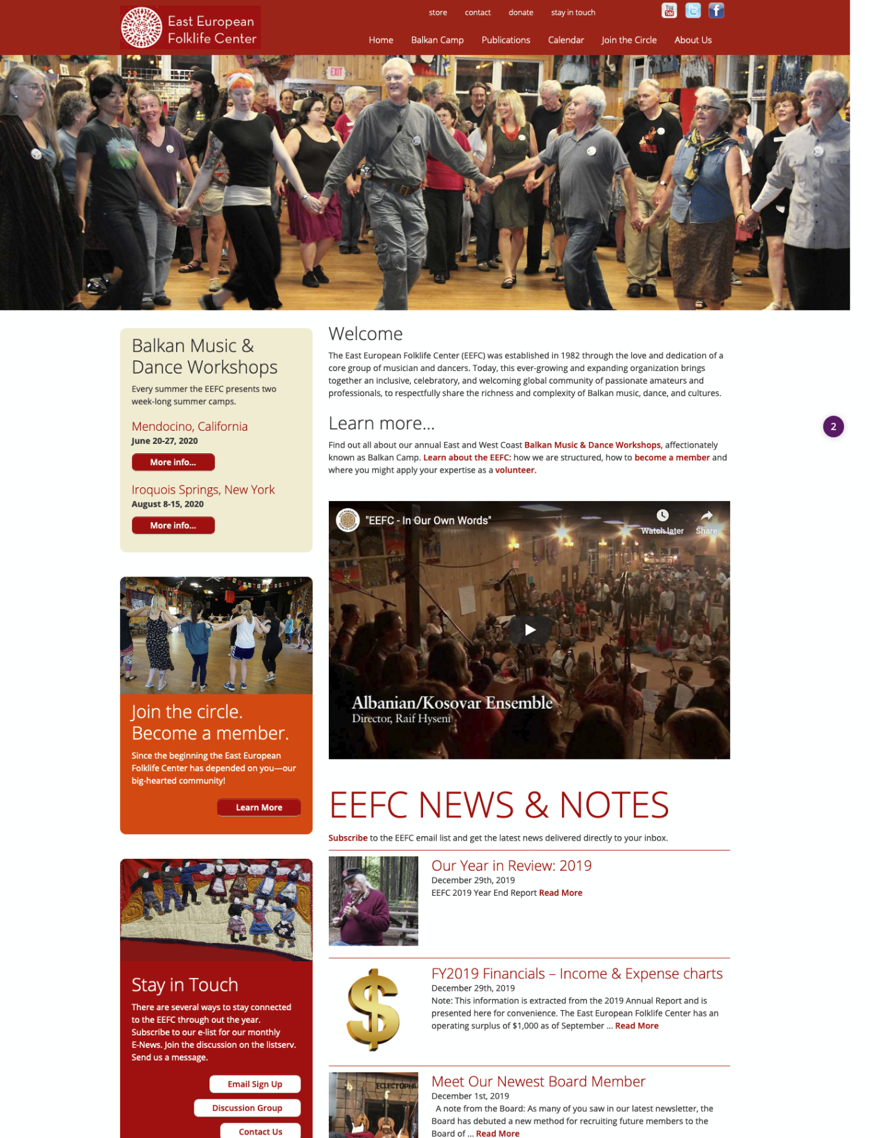 East European
Folklife Center
store contact donate stay in touch
You Tube
Home Balkan Camp Publications Calendar Join the Circle About Us
EXIT
Balkan Music &
Dance Workshops
Every summer the EEFC presents two
week-long summer camps.
Mendocino, California
June 20-27, 2020
More info...
Iroquois Springs, New York
August 8-15, 2020
More info...
Join the circle.
Become a member.
Since the beginning the East European
Folklife Center has depended on you—our
big-hearted community!
Learn More
Stay in Touch
There are several ways to stay connected
to the EEFC through out the year.
Subscribe to our e-list for our monthly
E-News. Join the discussion on the listserv.
Send us a message.
Email Sign Up
Discussion Group
Contact Us
Welcome
The East European Folklife Center (EEFC) was established in 1982 through the love and dedication of a
core group of musician and dancers. Today, this ever-growing and expanding organization brings
together an inclusive, celebratory, and welcoming global community of passionate amateurs and
professionals, to respectfully share the richness and complexity of Balkan music, dance, and cultures.
Learn more...
Find out all about our annual East and West Coast Balkan Music & Dance Workshops, affectionately
known as Balkan Camp. Learn about the EEFC: how we are structured, how to become a member and
where you might apply your expertise as a volunteer.
2
"EEFC - In Our Own Words"
Watch later Share
Albanian/Kosovar Ensemble
Director, Raif Hyseni
EEFC NEWS & NOTES
Subscribe to the EEFC email list and get the latest news delivered directly to your inbox.
Our Year in Review: 2019
December 29th, 2019
EEFC 2019 Year End Report Read More
FY2019 Financials – Income & Expense charts
December 29th, 2019
Note: This information is extracted from the 2019 Annual Report and is
presented here for convenience. The East European Folklife Center has an
operating surplus of $1,000 as of September ... Read More
Meet Our Newest Board Member
December 1st, 2019
A note from the Board: As many of you saw in our latest newsletter, the
Board has debuted a new method for recruiting future members to the
Board of ... Read More